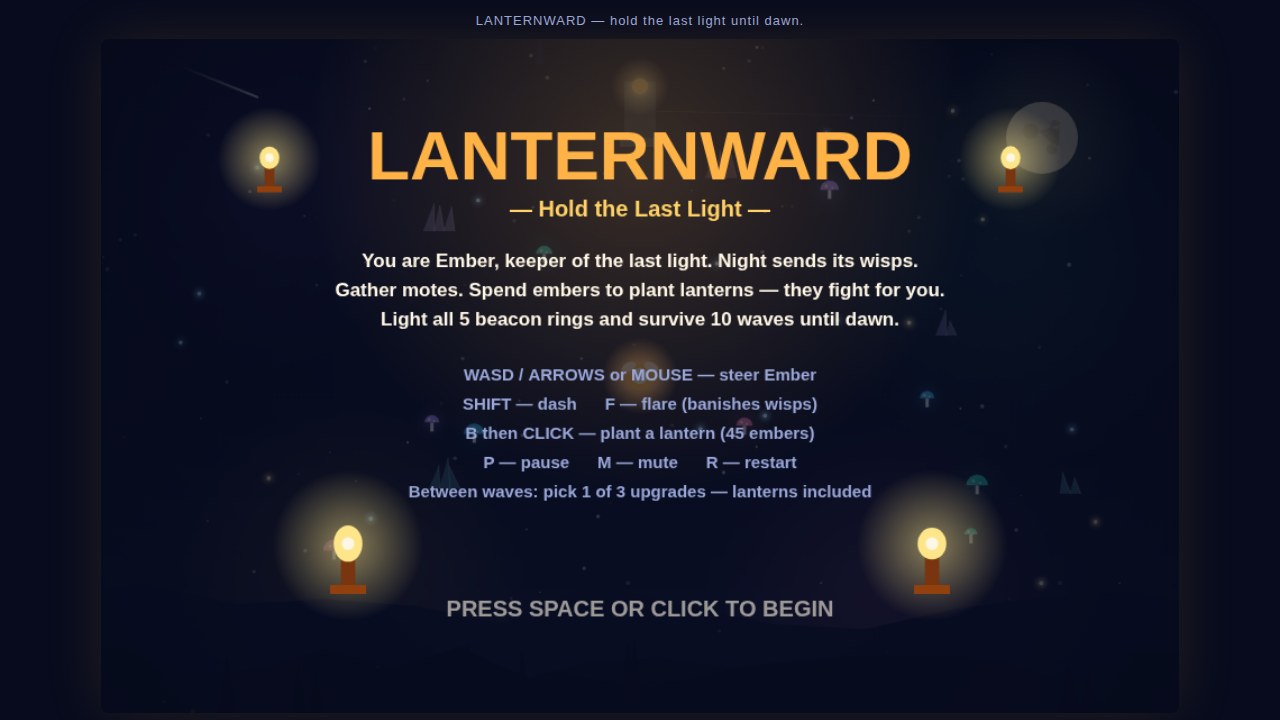 LANTERNWARD — hold the last light until dawn.
LANTERNWARD
— Hold the Last Light —
You are Ember, keeper of the last light. Night sends its wisps.
Gather motes. Spend embers to plant lanterns — they fight for you.
Light all 5 beacon rings and survive 10 waves until dawn.
WASD / ARROWS or MOUSE — steer Ember
SHIFT — dash F — flare (banishes wisps)
B then CLICK — plant a lantern (45 embers)
P — pause M — mute R — restart
Between waves: pick 1 of 3 upgrades — lanterns included
PRESS SPACE OR CLICK TO BEGIN